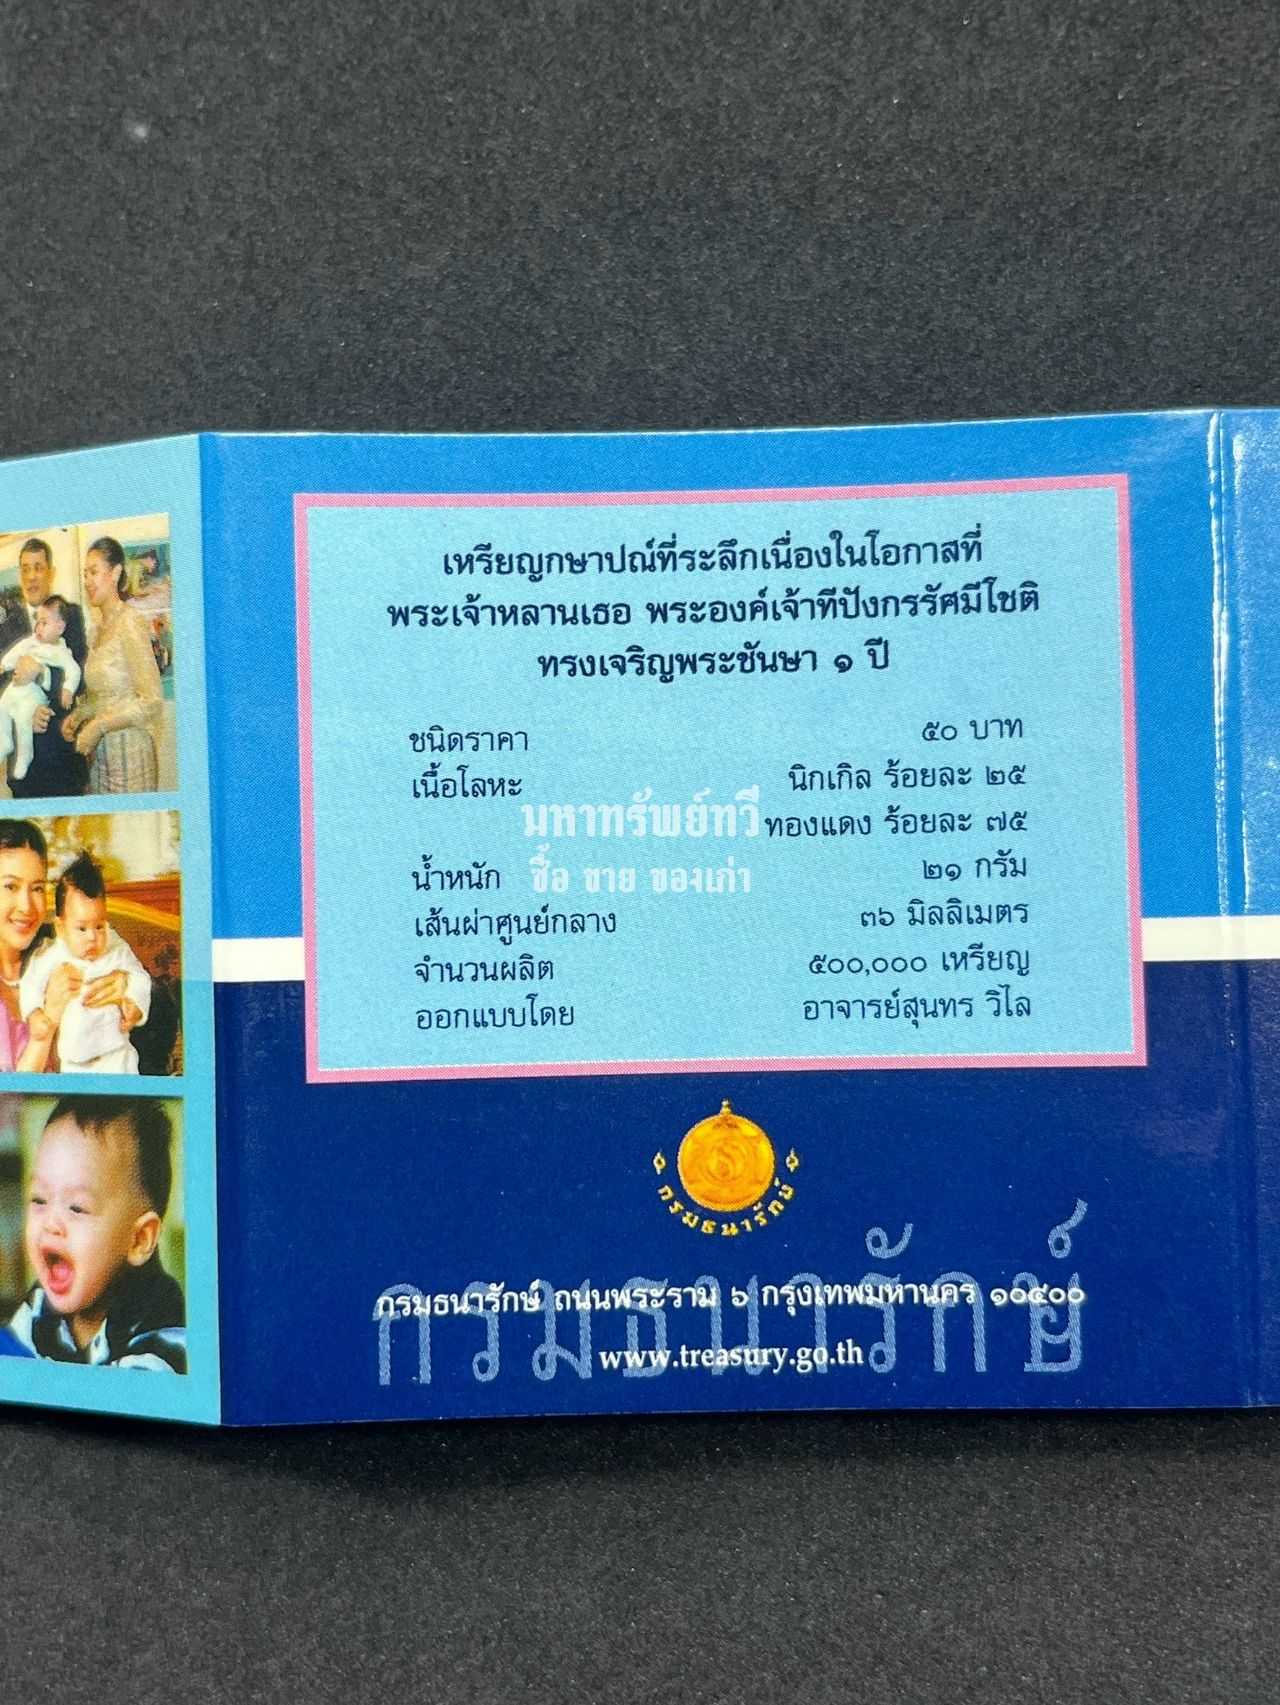 เหรียญกษาปณ์ที่ระลึกเนื่องในโอกาสที่
พระเจ้าหลานเธอ พระองค์เจ้าทีปังกรรัศมีโชติ
ทรงเจริญพระชันษา ๑ ปี
ชนิดราคา ๕๐ บาท
เนื้อโลหะ นิกเกิล ร้อยละ ๒๕
ทองแดง ร้อยละ ๗๕
มหาทรัพย์ทวี
น้ำหนัก ๒๑ กรัม
ซื้อ ขาย ของเก่า
เส้นผ่าศูนย์กลาง ๓๖ มิลลิเมตร
จำนวนผลิต ๕๐๐,๐๐๐ เหรียญ
ออกแบบโดย อาจารย์สุนทร วิไล
กรมธนารักษ์
กรมธนารักษ์
กรมธนารักษ์ ถนนพระราม ๖ กรุงเทพมหานคร ๑๐๔๐๐
www.treasury.go.th